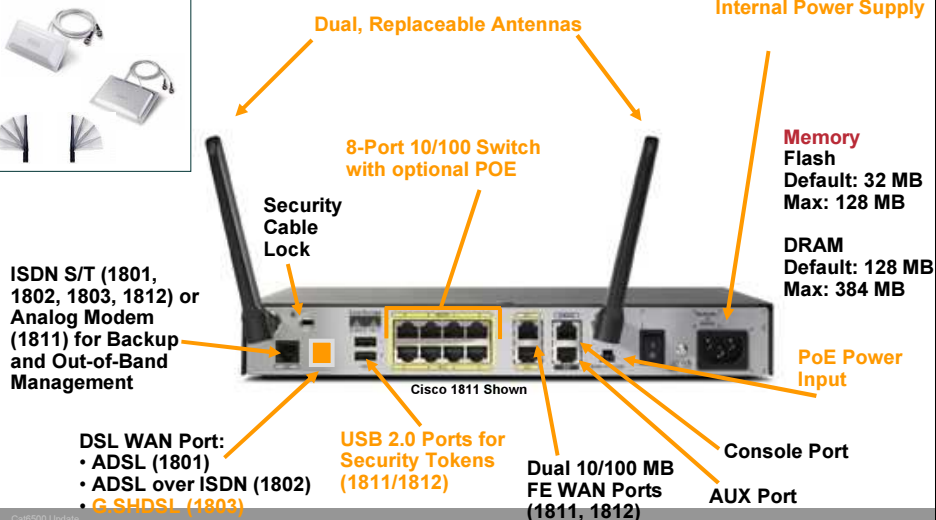 Internal Power Supply
Dual, Replaceable Antennas
8-Port 10/100 Switch
with optional POE
Memory
Flash
Default: 32 MB
Max: 128 MB
DRAM
Default: 128 MB
Max: 384 MB
Security
Cable
Lock
ISDN S/T (1801,
1802, 1803, 1812) or
Analog Modem
(1811) for Backup
and Out-of-Band
Management
PoE Power
Input
Cisco 1811 Shown
DSL WAN Port:
• ADSL (1801)
• ADSL over ISDN (1802)
• G.SHDSL (1803)
USB 2.0 Ports for
Security Tokens
(1811/1812)
Dual 10/100 MB
FE WAN Ports
(1811, 1812)
Console Port
AUX Port
Cat6500 Update